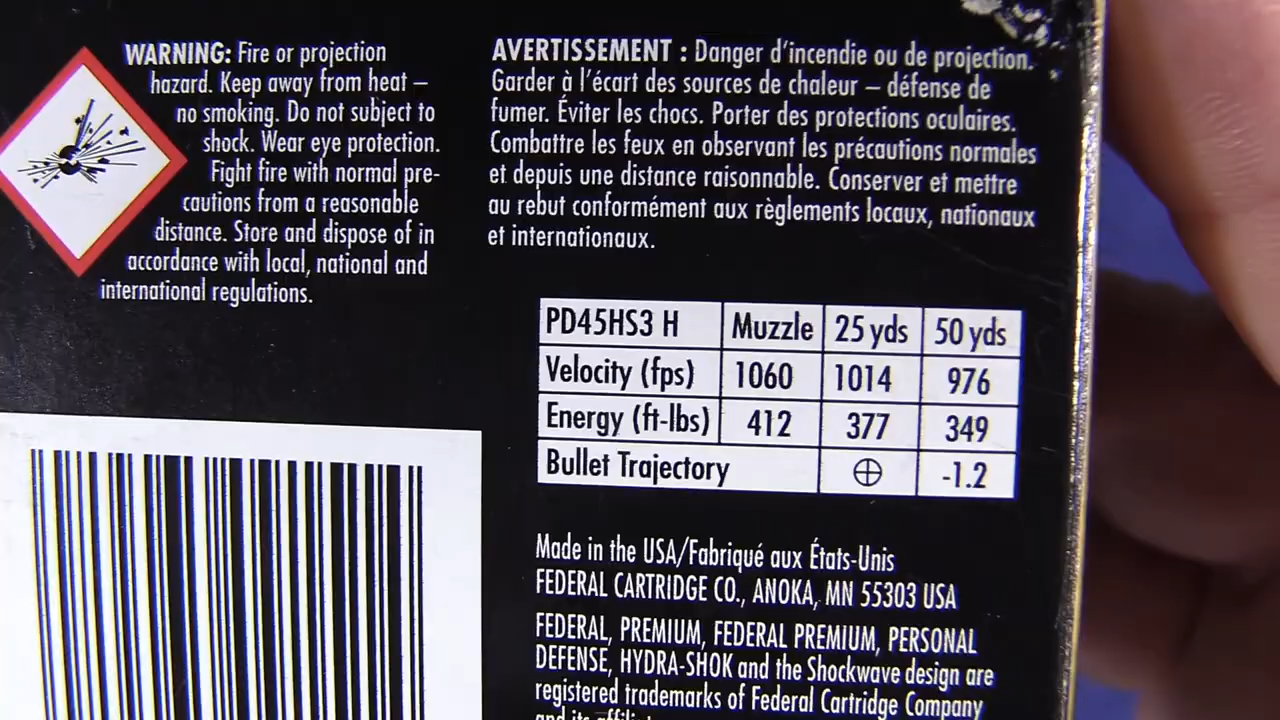 WARNING: Fire or projection
hazard. Keep away from heat –
no smoking. Do not subject to
shock. Wear eye protection.
Fight fire with normal pre-
cautions from a reasonable
distance. Store and dispose of in
accordance with local, national and
international regulations.
AVERTISSEMENT : Danger d'incendie ou de projection.
Garder à l'écart des sources de chaleur – défense de
fumer. Éviter les chocs. Porter des protections oculaires.
Combattre les feux en observant les précautions normales
et depuis une distance raisonnable. Conserver et mettre
au rebut conformément aux règlements locaux, nationaux
et internationaux.
PD45HS3 H Muzzle 25 yds 50 yds
Velocity (fps) 1060 1014 976
Energy (ft-lbs) 412 377 349
Bullet Trajectory ⊕ -1.2
Made in the USA/Fabriqué aux États-Unis
FEDERAL CARTRIDGE CO., ANOKA, MN 55303 USA
FEDERAL, PREMIUM, FEDERAL PREMIUM, PERSONAL
DEFENSE, HYDRA-SHOK and the Shockwave design are
registered trademarks of Federal Cartridge Company
and its